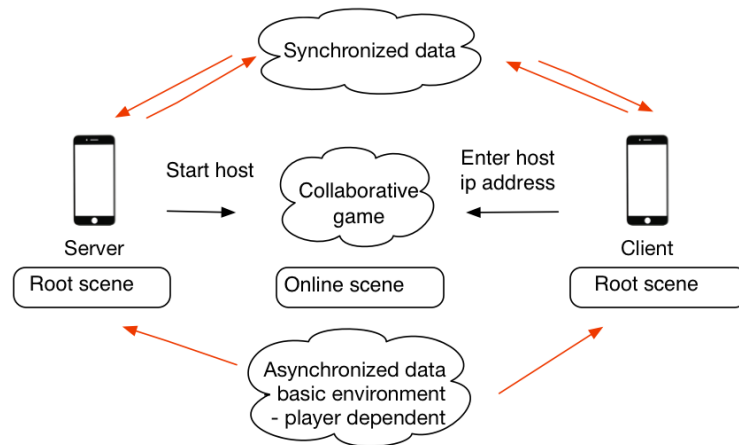 Synchronized data
Start host
Enter host
ip address
Collaborative
game
Server
Client
Root scene
Online scene
Root scene
Asynchronized data
- basic environment
- player dependent